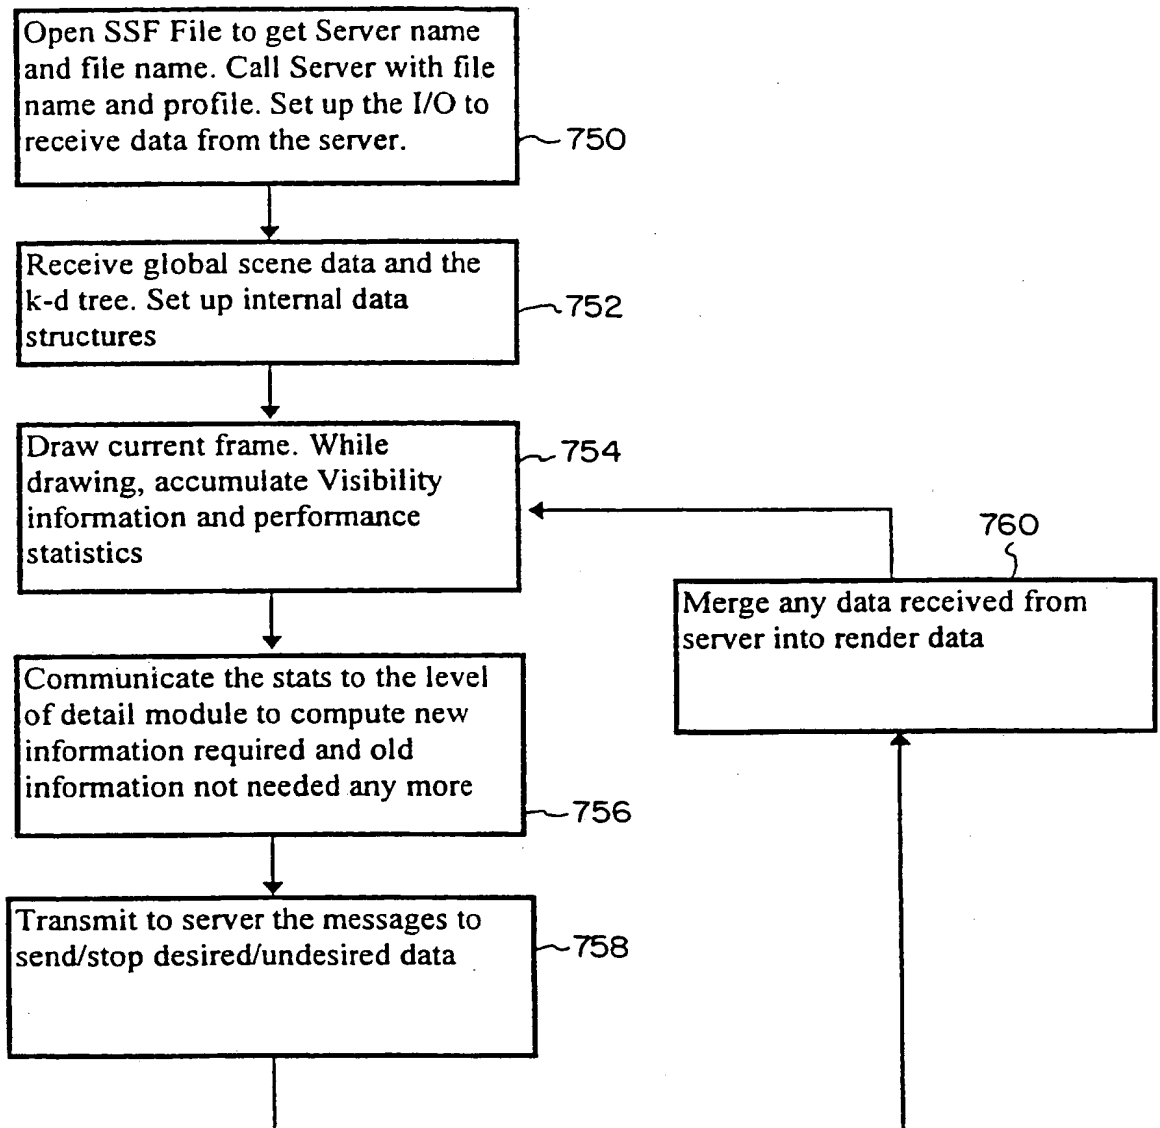 Open SSF File to get Server name
and file name. Call Server with file
name and profile. Set up the I/O to
receive data from the server.
750
Receive global scene data and the
k-d tree. Set up internal data
structures
752
Draw current frame. While
drawing, accumulate Visibility
information and performance
statistics
754
760
Merge any data received from
server into render data
Communicate the stats to the level
of detail module to compute new
information required and old
information not needed any more
756
Transmit to server the messages to
send/stop desired/undesired data
758